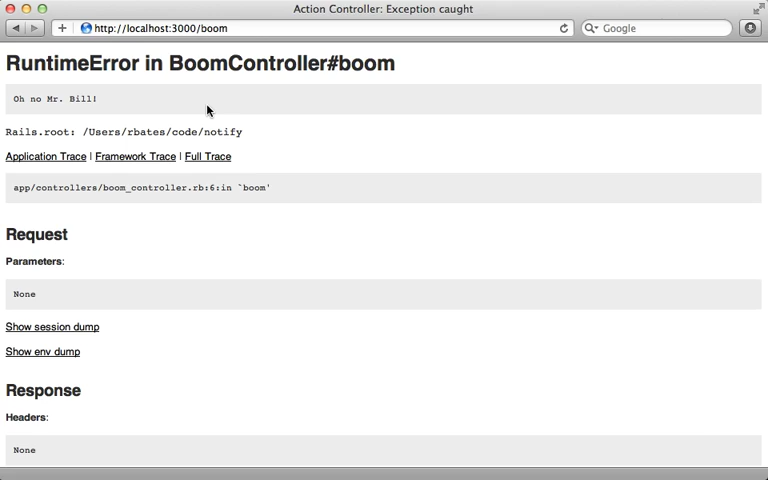 Action Controller: Exception caught
http://localhost:3000/boom
Google
RuntimeError in BoomController#boom
Oh no Mr. Bill!
Rails.root: /Users/rbates/code/notify
Application Trace | Framework Trace | Full Trace
app/controllers/boom_controller.rb:6:in `boom'
Request
Parameters:
None
Show session dump
Show env dump
Response
Headers:
None